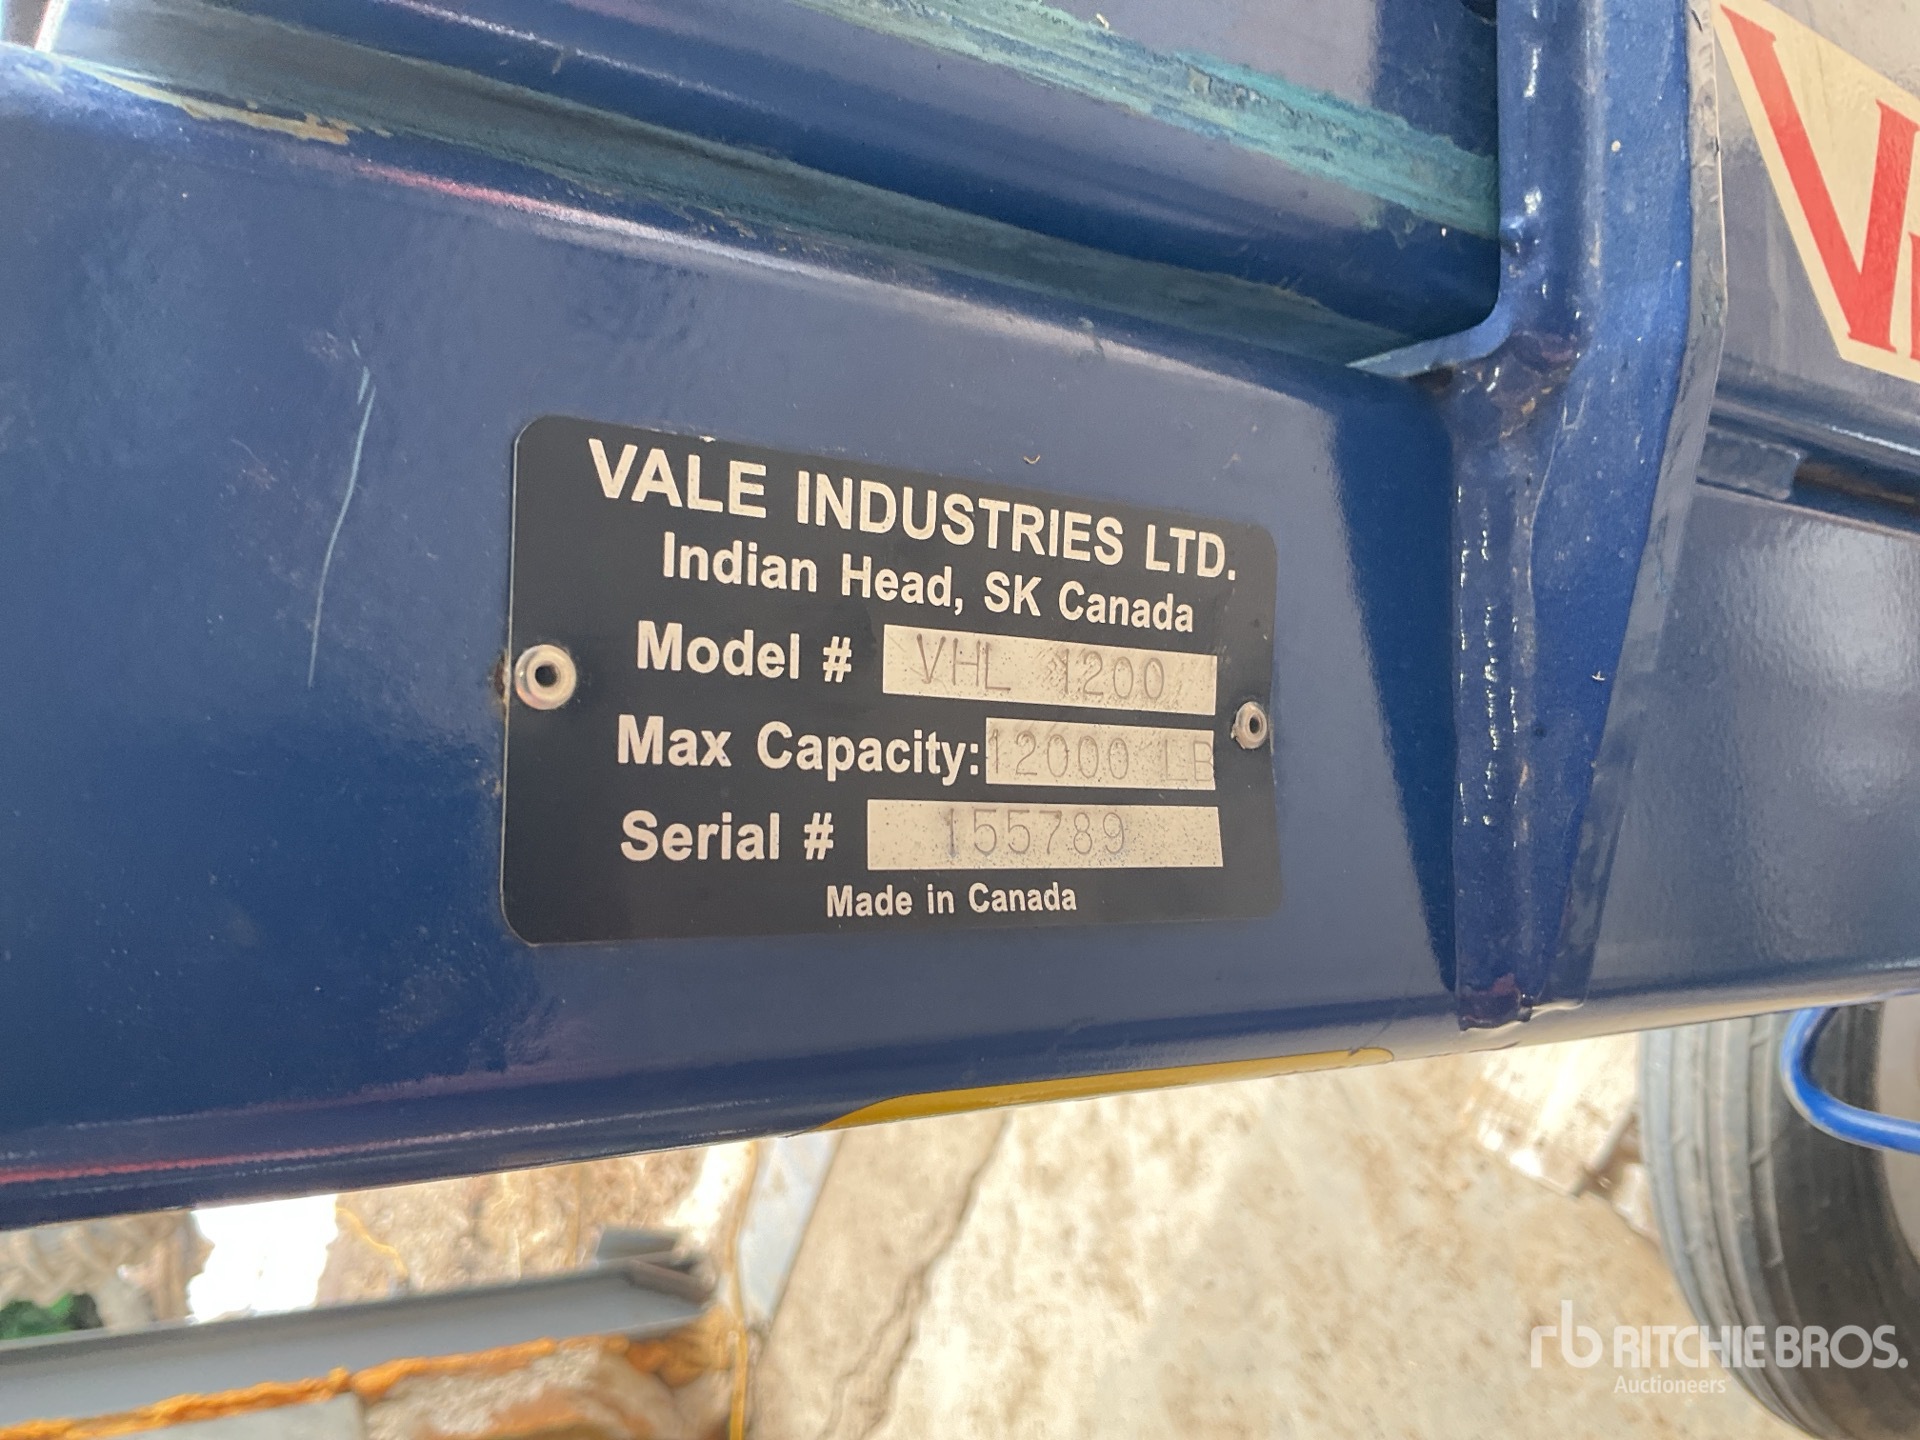 VALE INDUSTRIES LTD.
Indian Head, SK Canada
Model # VHL 1200
Max Capacity: 12000 LB
Serial # 155789
Made in Canada
rb RITCHIE BROS.
Auctioneers